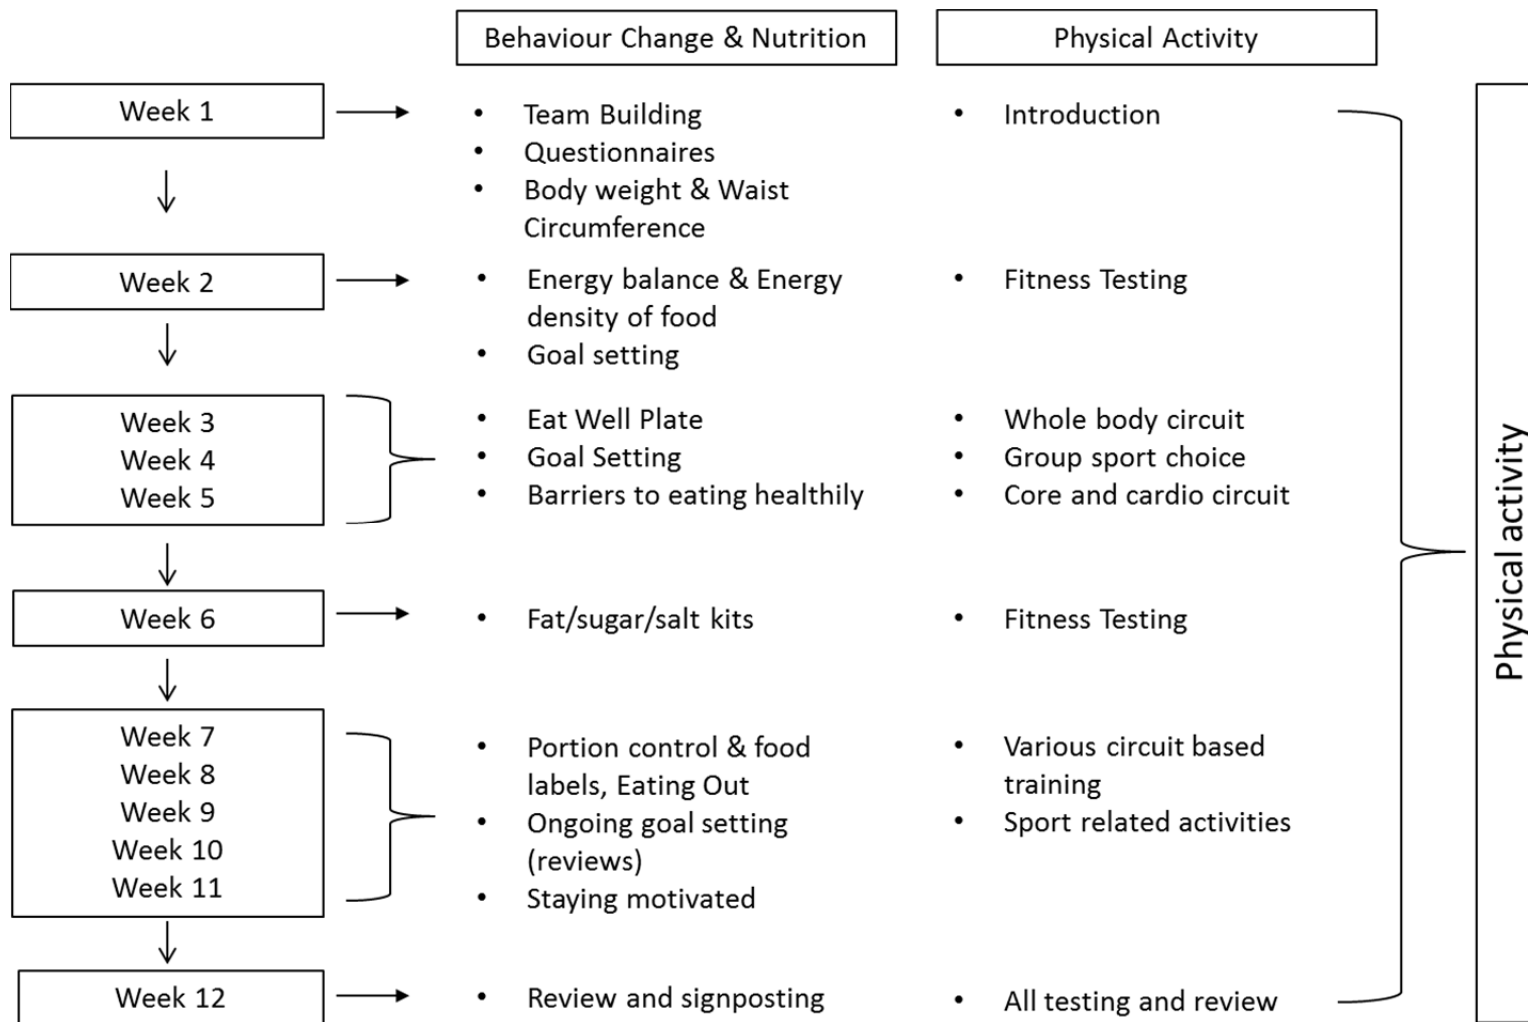 Behaviour Change & Nutrition
Physical Activity
Week 1
• Team Building
• Questionnaires
• Body weight & Waist
Circumference
• Introduction
Week 2
• Energy balance & Energy
density of food
• Goal setting
• Fitness Testing
Week 3
Week 4
Week 5
• Eat Well Plate
• Goal Setting
• Barriers to eating healthily
• Whole body circuit
• Group sport choice
• Core and cardio circuit
Week 6
• Fat/sugar/salt kits
• Fitness Testing
Week 7
Week 8
Week 9
Week 10
Week 11
• Portion control & food
labels, Eating Out
• Ongoing goal setting
(reviews)
• Staying motivated
• Various circuit based
training
• Sport related activities
Week 12
• Review and signposting
• All testing and review
Physical activity